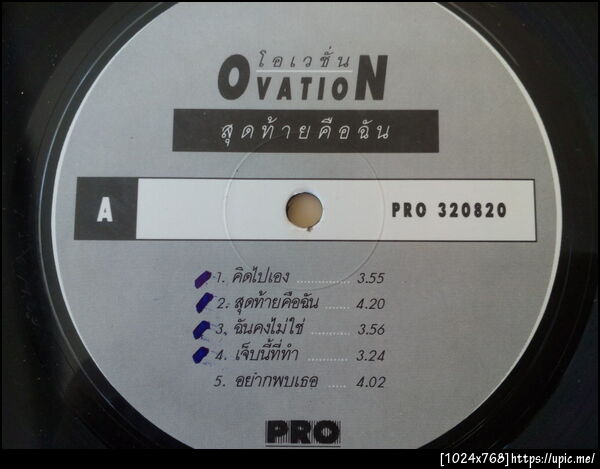 โอเวชั่น
OVATION
สุดท้ายคือฉัน
A PRO 320820
1. คิดไปเอง ............. 3.55
2. สุดท้ายคือฉัน ........ 4.20
3. ฉันคงไม่ใช่ ........... 3.56
4. เจ็บนี้ที่ทำ ............ 3.24
5. อยากพบเธอ ..... 4.02
PRO
[1024x768]https://upic.me/